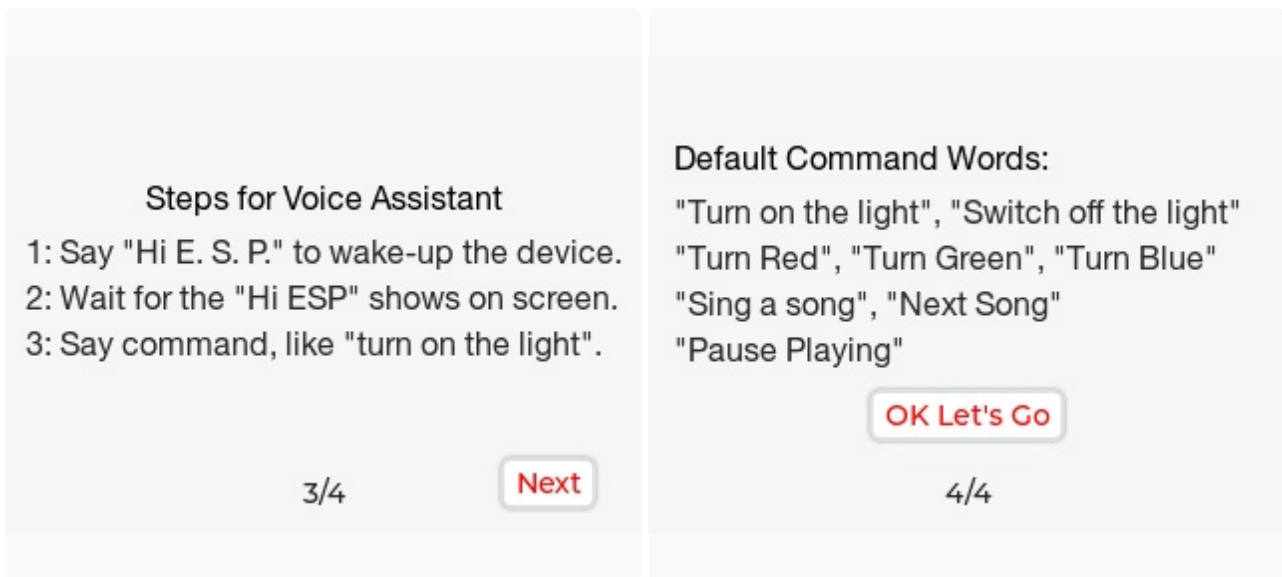 Steps for Voice Assistant
1: Say "Hi E. S. P." to wake-up the device.
2: Wait for the "Hi ESP" shows on screen.
3: Say command, like "turn on the light".
Next
3/4
Default Command Words:
"Turn on the light", "Switch off the light"
"Turn Red", "Turn Green", "Turn Blue"
"Sing a song", "Next Song"
"Pause Playing"
OK Let's Go
4/4